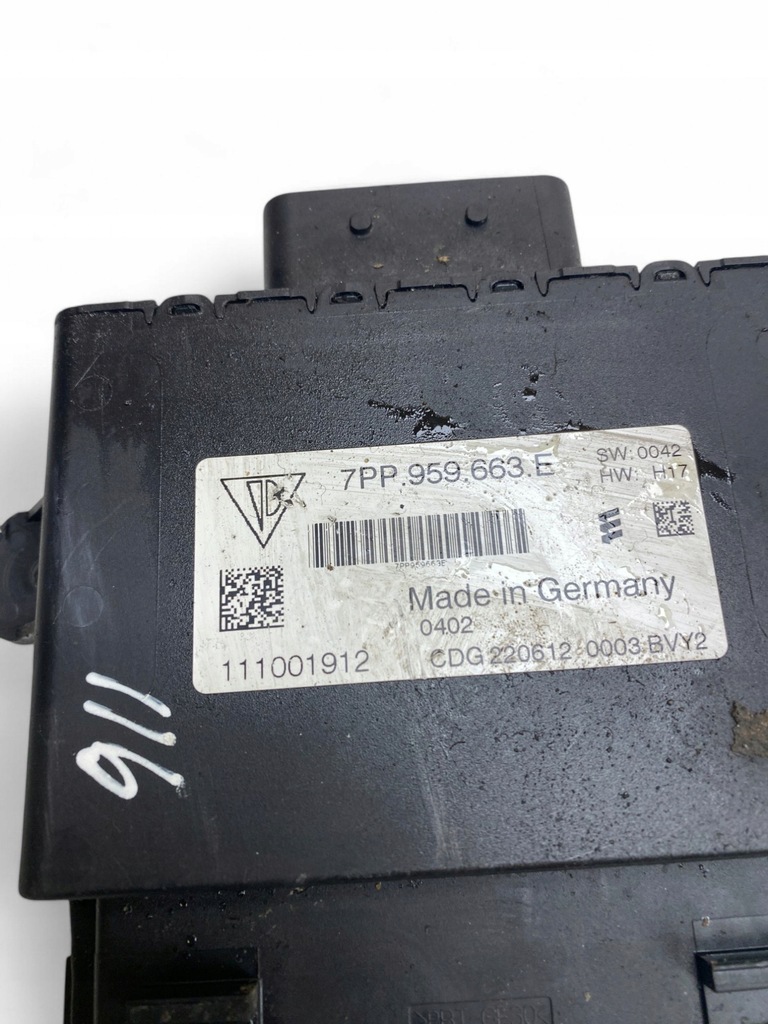 7PP.959.663.E
SW: 0042
HW: H17
7PP959663E
Made in Germany
0402
111001912
CDG 220612 0003 BVY2
911